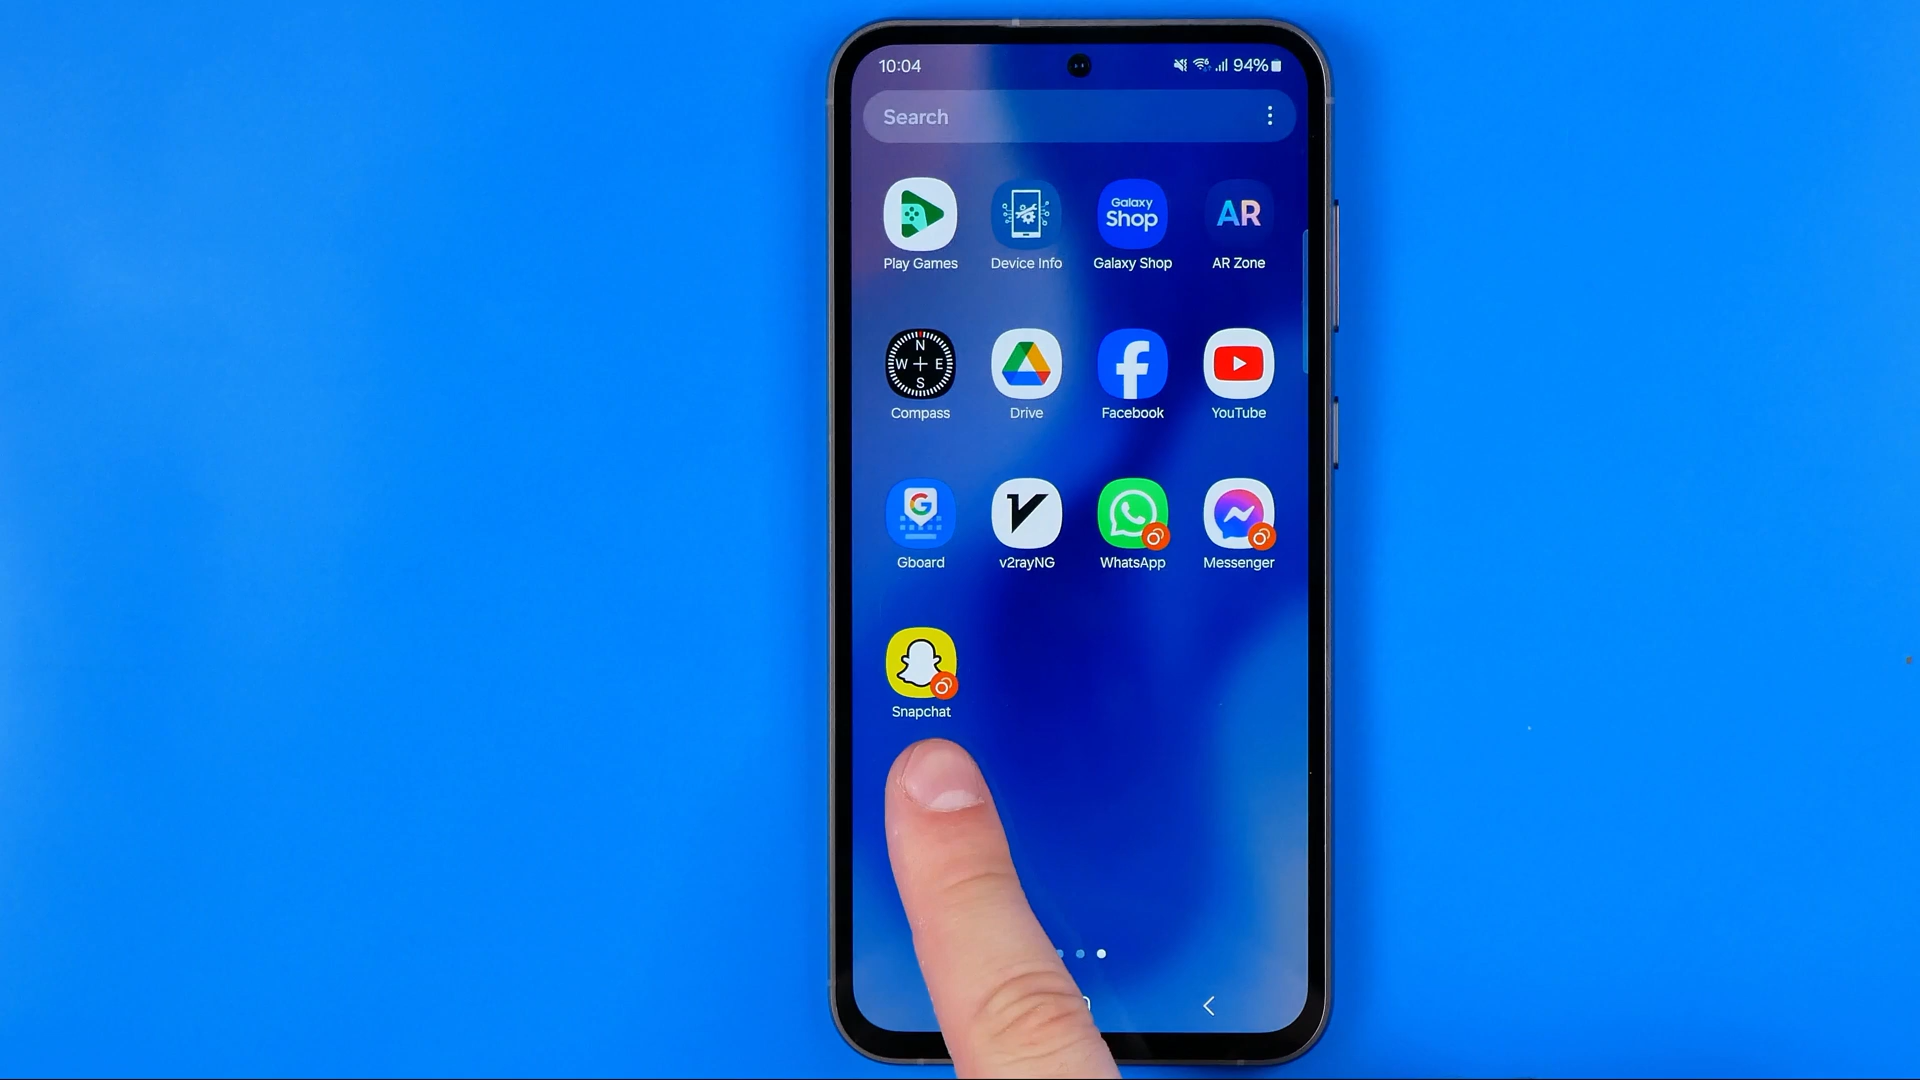 10:04 94%
Search
Galaxy Shop AR
Play Games Device Info Galaxy Shop AR Zone
N
W E
S
Compass Drive Facebook YouTube
G
Gboard v2rayNG WhatsApp Messenger
Snapchat